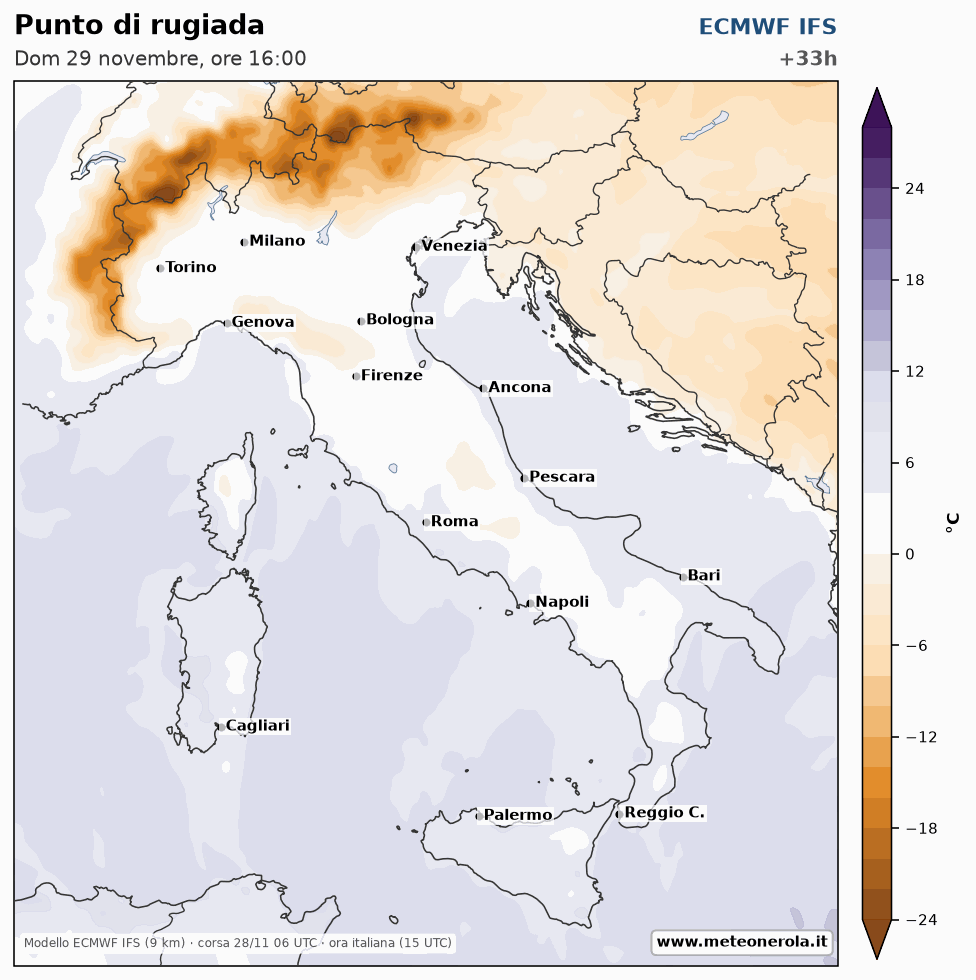 Punto di rugiada
ECMWF IFS
Dom 29 novembre, ore 16:00
+33h
Milano
Venezia
Torino
Genova
Bologna
Firenze
Ancona
Pescara
Roma
Bari
Napoli
Cagliari
Palermo
Reggio C.
24
18
12
6
0
−6
−12
−18
−24
°C
Modello ECMWF IFS (9 km) · corsa 28/11 06 UTC · ora italiana (15 UTC)
www.meteonerola.it